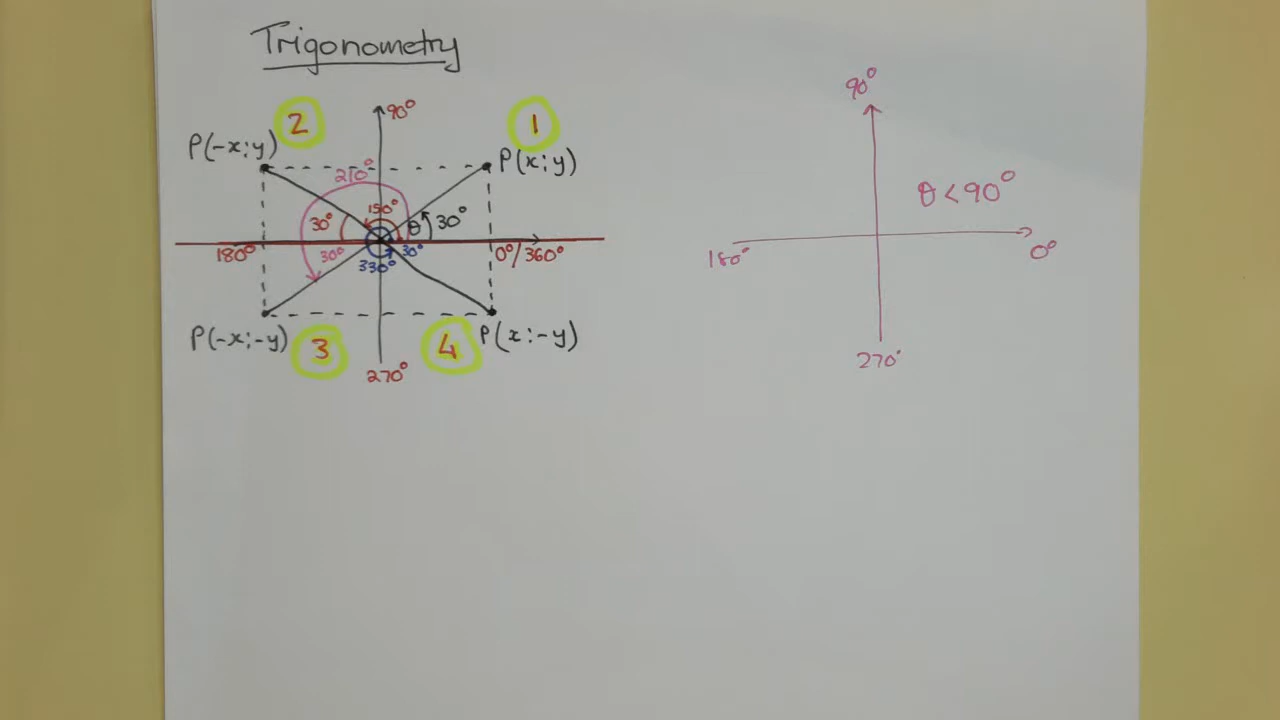 Trigonometry
90°
2
1
P(-x;y)
P(x;y)
210°
150°
30°
θ
30°
180°
30°
330°
30°
0°/360°
P(-x;-y)
3
4
P(x:-y)
270°
90°
θ<90°
180°
0°
270°